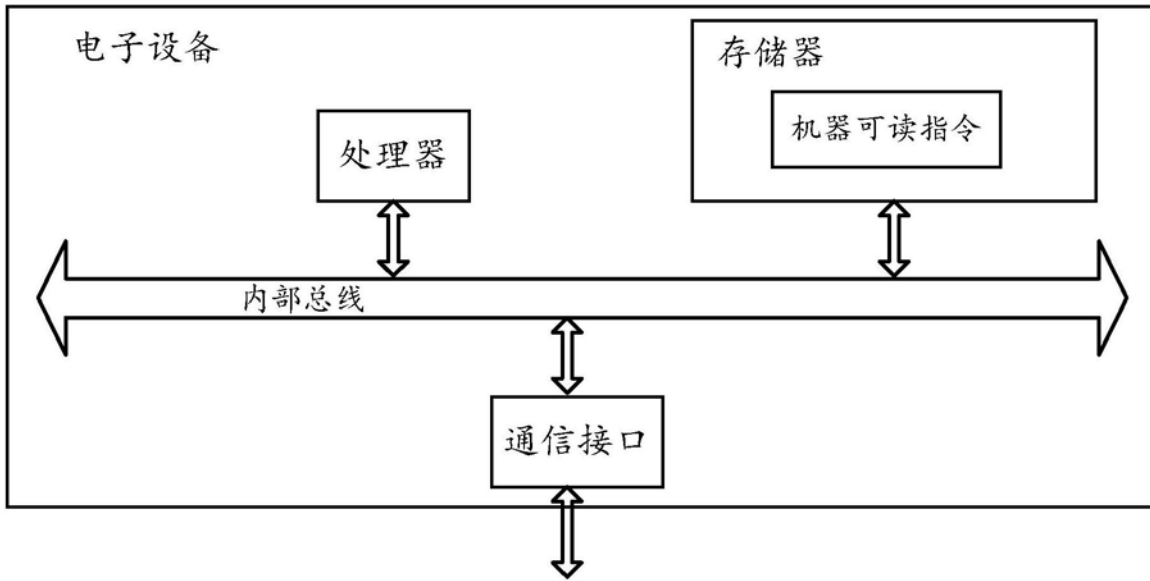 电子设备
存储器
机器可读指令
处理器
内部总线
通信接口